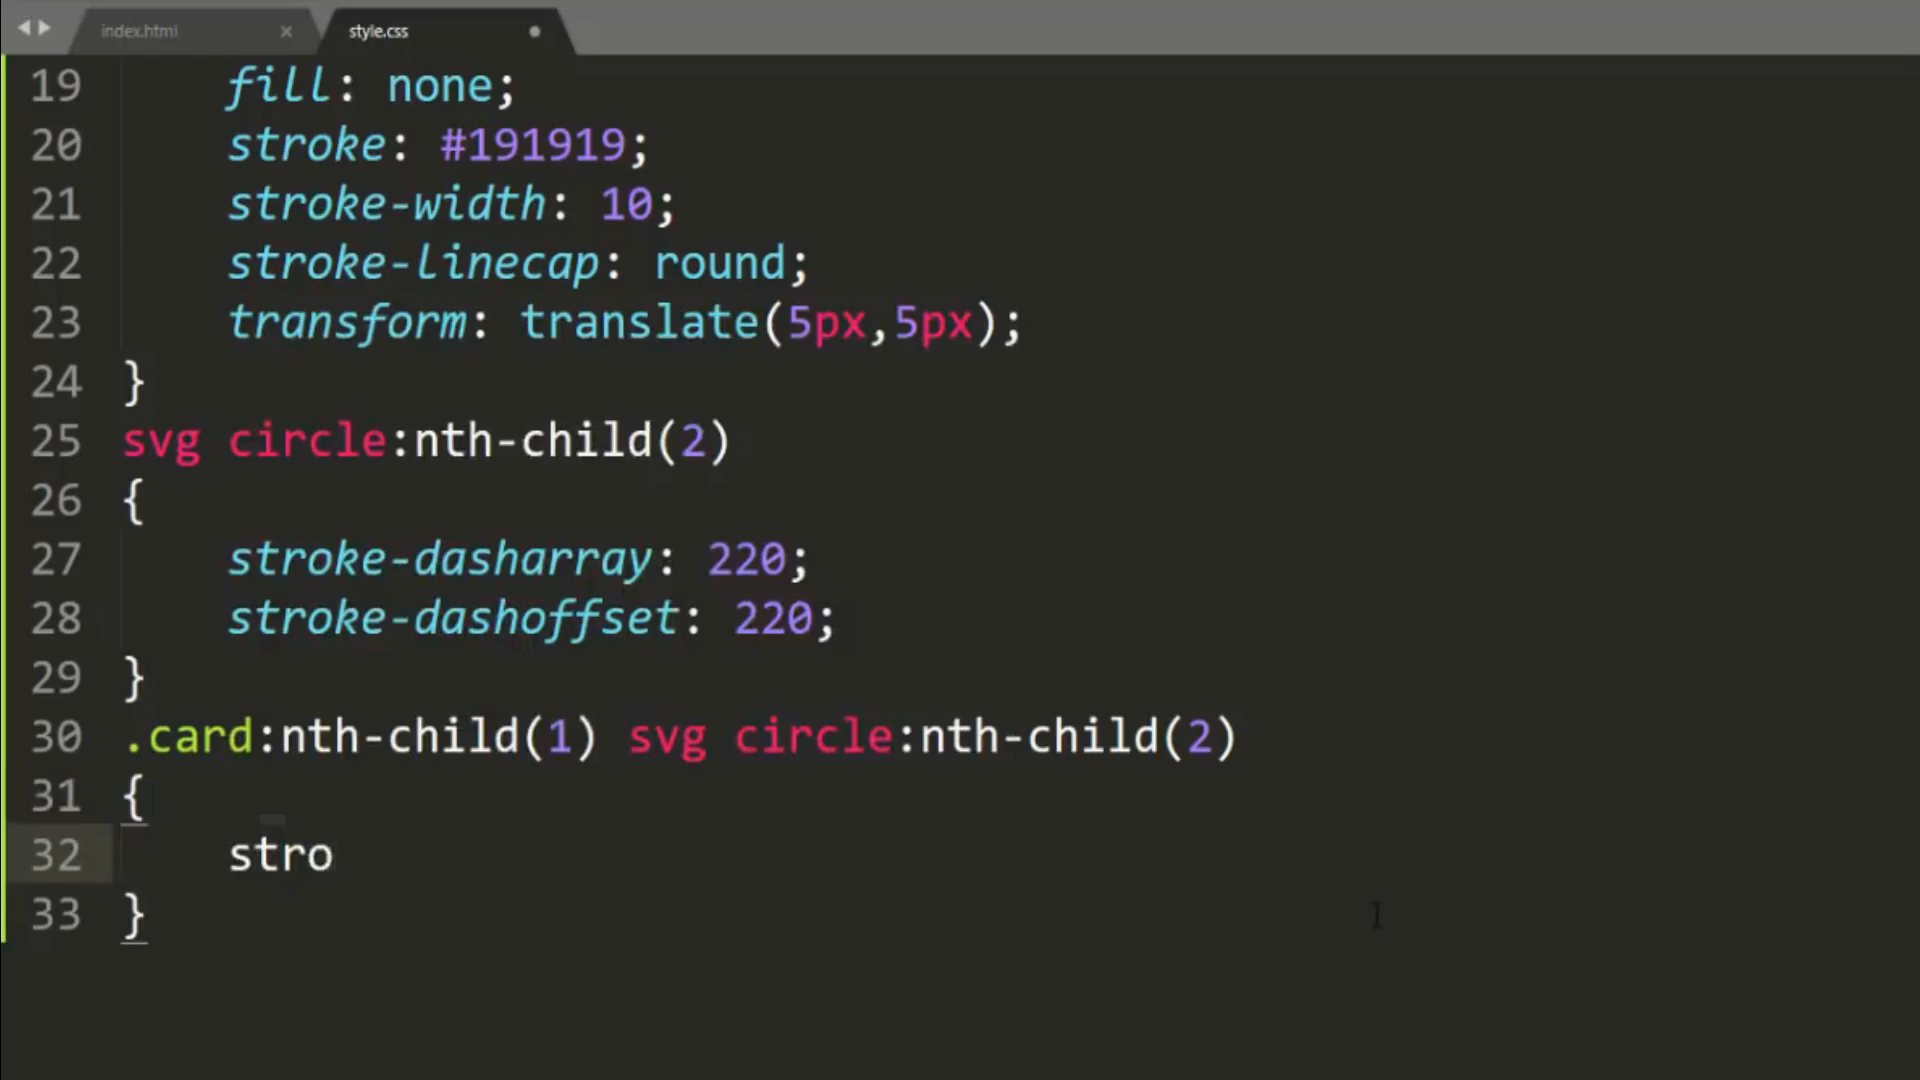 index.html × style.css
19 fill: none;
20 stroke: #191919;
21 stroke-width: 10;
22 stroke-linecap: round;
23 transform: translate(5px,5px);
24 }
25 svg circle:nth-child(2)
26 {
27 stroke-dasharray: 220;
28 stroke-dashoffset: 220;
29 }
30 .card:nth-child(1) svg circle:nth-child(2)
31 {
32 stro
33 }